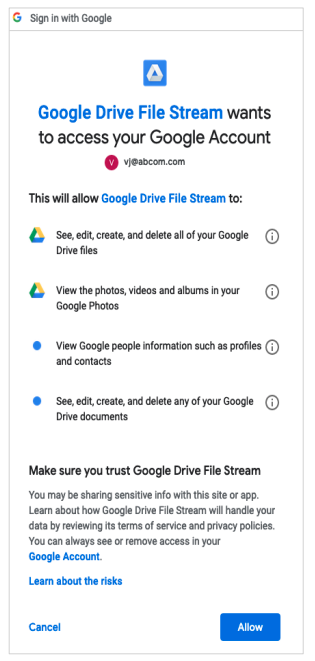 Sign in with Google
Google Drive File Stream wants
to access your Google Account
V vj@abcom.com
This will allow Google Drive File Stream to:
See, edit, create, and delete all of your Google
Drive files
View the photos, videos and albums in your
Google Photos
View Google people information such as profiles
and contacts
See, edit, create, and delete any of your Google
Drive documents
Make sure you trust Google Drive File Stream
You may be sharing sensitive info with this site or app.
Learn about how Google Drive File Stream will handle your
data by reviewing its terms of service and privacy policies.
You can always see or remove access in your
Google Account.
Learn about the risks
Cancel
Allow